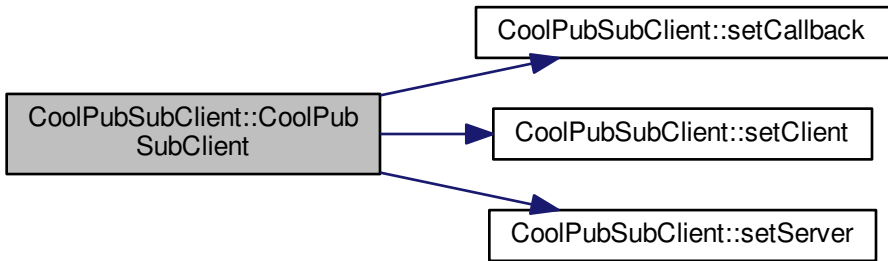 CoolPubSubClient::setCallback
CoolPubSubClient::CoolPub
SubClient
CoolPubSubClient::setClient
CoolPubSubClient::setServer